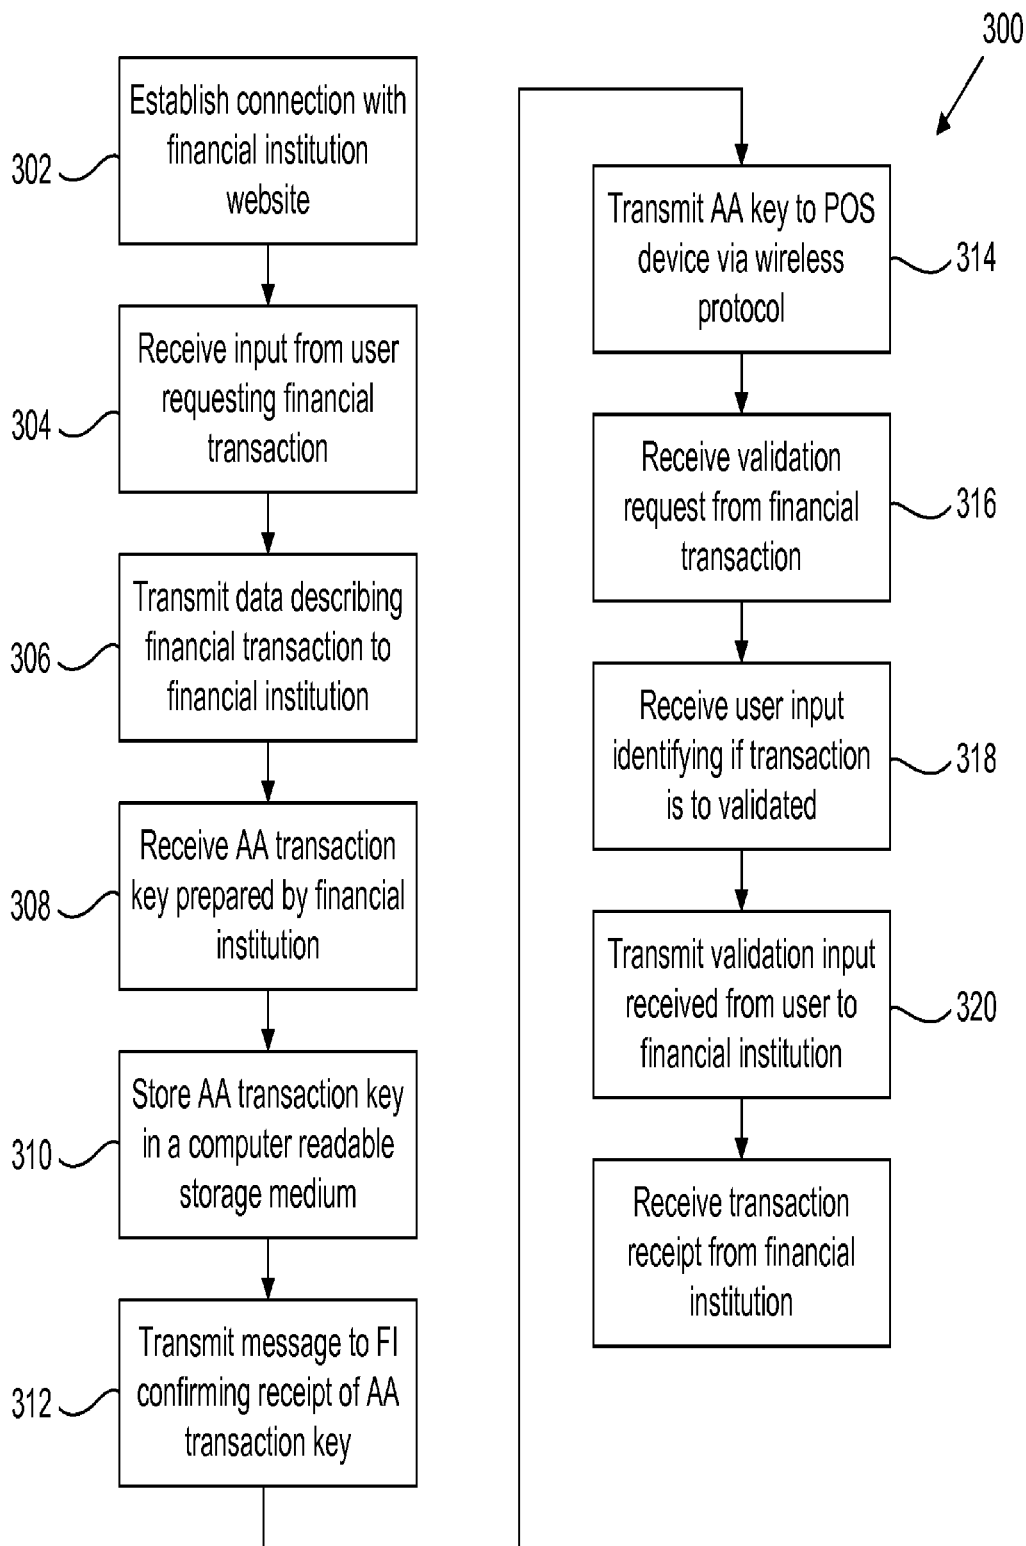 300
302
Establish connection with
financial institution
website
304
Receive input from user
requesting financial
transaction
306
Transmit data describing
financial transaction to
financial institution
308
Receive AA transaction
key prepared by financial
institution
310
Store AA transaction key
in a computer readable
storage medium
312
Transmit message to FI
confirming receipt of AA
transaction key
Transmit AA key to POS
device via wireless
protocol
314
Receive validation
request from financial
transaction
316
Receive user input
identifying if transaction
is to validated
318
Transmit validation input
received from user to
financial institution
320
Receive transaction
receipt from financial
institution